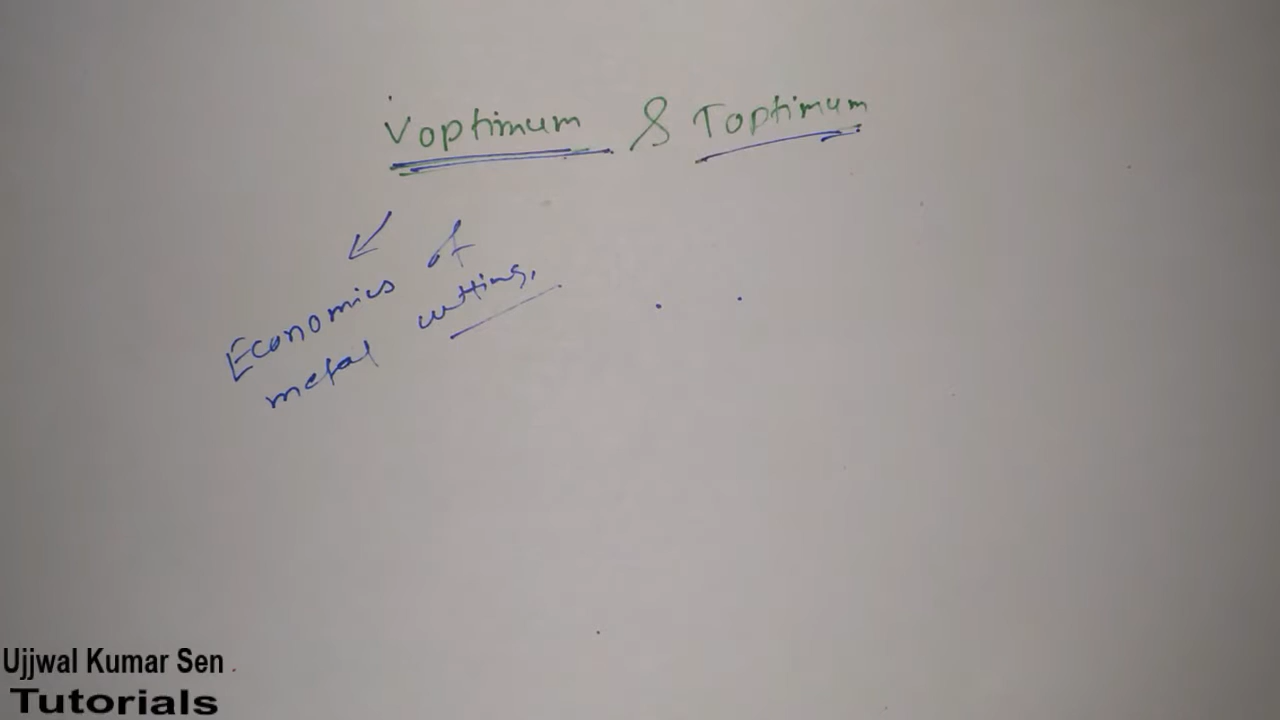 Voptimum & Toptimum
Economics of
metal cutting.
Ujjwal Kumar Sen
Tutorials